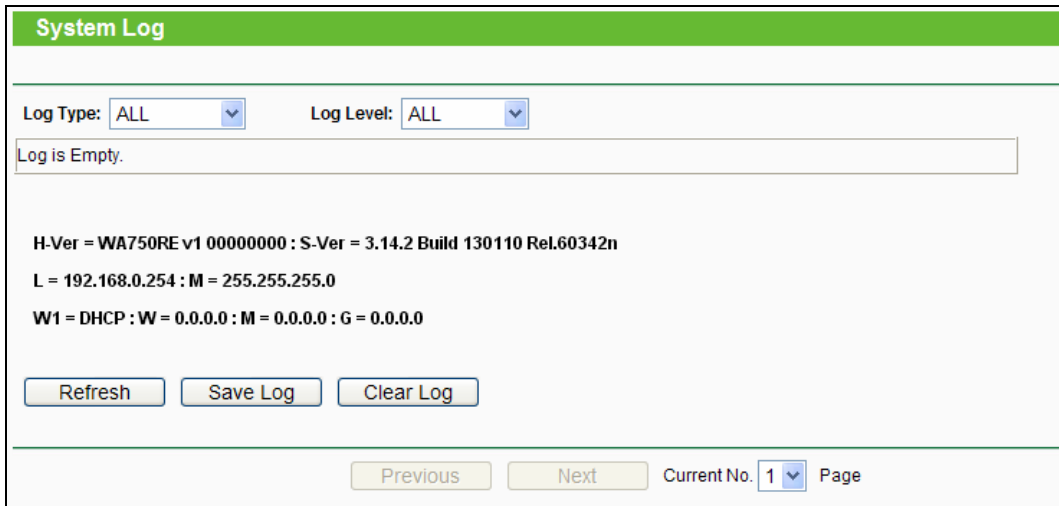 System Log
Log Type: ALL Log Level: ALL
Log is Empty.
H-Ver = WA750RE v1 00000000 : S-Ver = 3.14.2 Build 130110 Rel.60342n
L = 192.168.0.254 : M = 255.255.255.0
W1 = DHCP : W = 0.0.0.0 : M = 0.0.0.0 : G = 0.0.0.0
Refresh Save Log Clear Log
Previous Next Current No. 1 Page